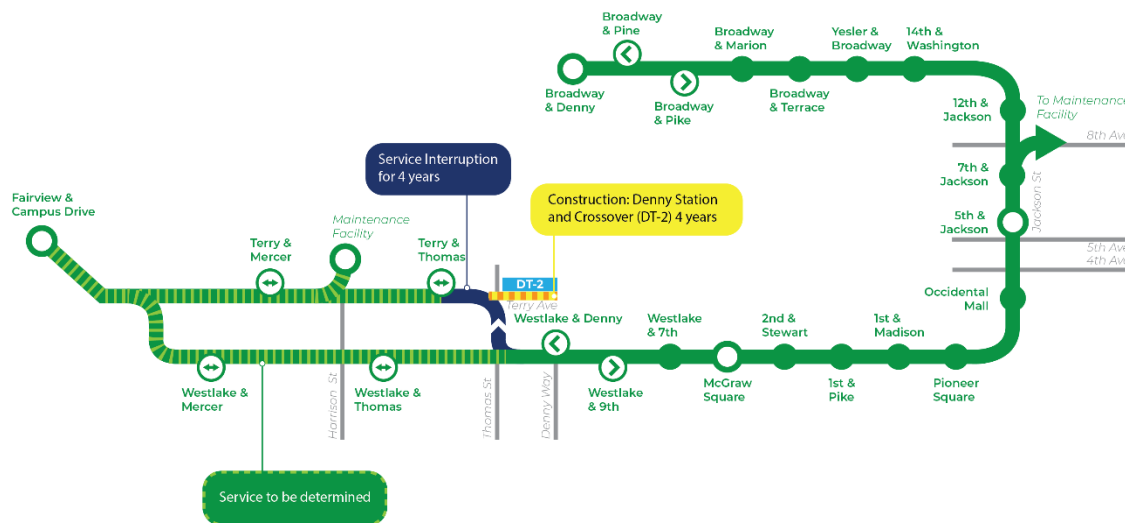 Broadway
& Pine
Broadway
& Marion
Yesler &
Broadway
14th &
Washington
Broadway
& Denny
Broadway
& Pike
Broadway
& Terrace
12th &
Jackson
To Maintenance
Facility
8th Ave
7th &
Jackson
Jackson St
5th &
Jackson
5th Ave
4th Ave
Occidental
Mall
Service Interruption
for 4 years
Construction: Denny Station
and Crossover (DT-2) 4 years
Fairview &
Campus Drive
Maintenance
Facility
Terry &
Mercer
Terry &
Thomas
DT-2
Terry Ave
Westlake & Denny
Westlake
& 7th
2nd &
Stewart
1st &
Madison
Westlake &
Mercer
Harrison St
Westlake &
Thomas
Thomas St
Denny Way
Westlake
& 9th
McGraw
Square
1st &
Pike
Pioneer
Square
Service to be determined